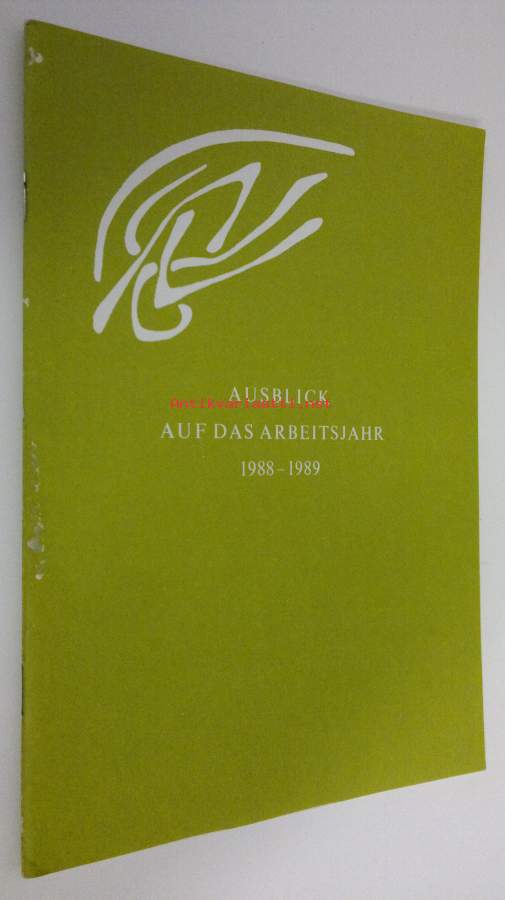 AUSBLICK
Antikvariaatti.net
AUF DAS ARBEITSJAHR
1988–1989